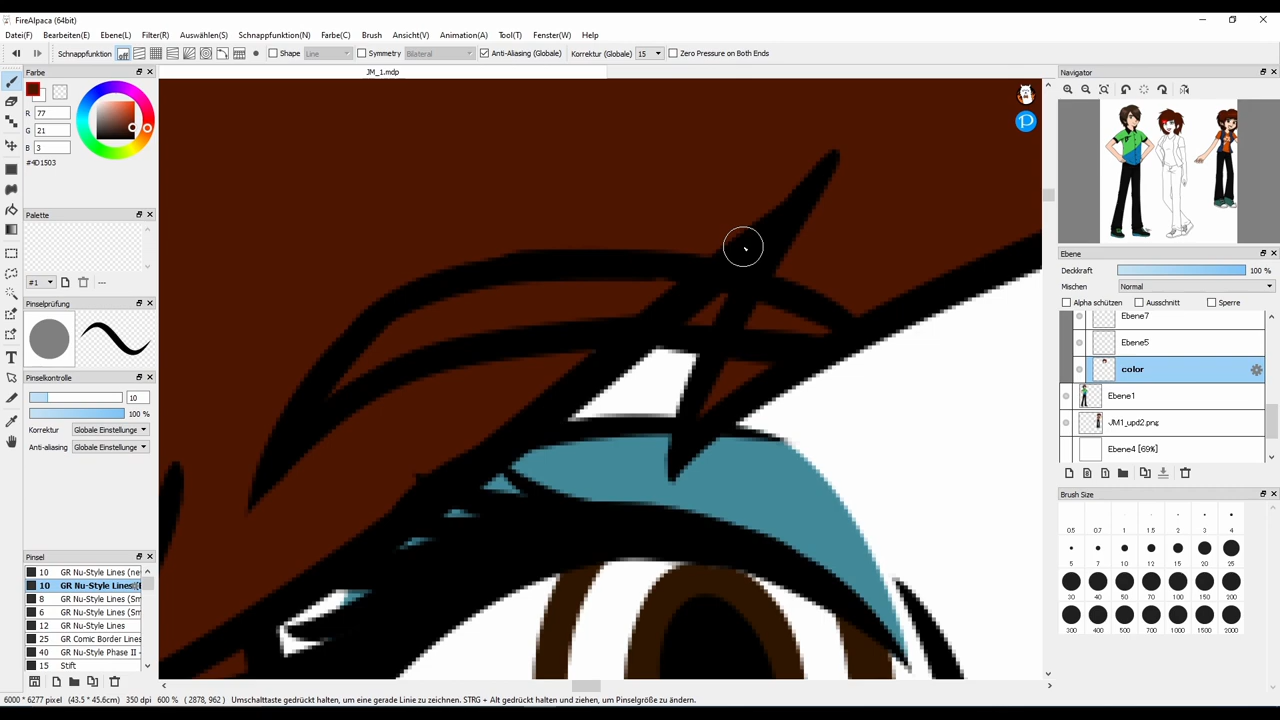 FireAlpaca (64bit)
Datei(F) Bearbeiten(E) Ebene(L) Filter(R) Auswählen(S) Schnappfunktion(N) Farbe(C) Brush Ansicht(V) Animation(A) Tool(T) Fenster(W) Help
Schnappfunktion off Shape Line Symmetry Bilateral Anti-Aliasing (Globale) Korrektur (Globale) 15 Zero Pressure on Both Ends
Farbe
JM_1.mdp
R 77
G 21
B 3
#4D1503
Palette
#1 ---
Pinselprüfung
Pinselkontrolle
10
100 %
Korrektur Globale Einstellunge
Anti-aliasing Globale Einstellunge
Pinsel
10 GR Nu-Style Lines (ne
10 GR Nu-Style Lines
8 GR Nu-Style Lines (Sm
6 GR Nu-Style Lines (Sm
12 GR Nu-Style Lines
25 GR Comic Border Lines
40 GR Nu-Style Phase II -
15 Stift
Navigator
Ebene
Deckkraft 100 %
Mischen Normal
Alpha schützen Ausschnitt Sperre
Ebene7
Ebene5
color
Ebene1
JM1_upd2.png
Ebene4 [69%]
Brush Size
0.5 0.7 1 1.5 2 3 4
5 7 10 12 15 20 25
30 40 50 70 100 150 200
300 400 500 700 1000 1500 2000
6000 * 6277 pixel (43.5 * 45.6cm) 350 dpi 600 % ( 2878, 962 ) Umschalttaste gedrückt halten, um eine gerade Linie zu zeichnen. STRG + Alt gedrückt halten und ziehen, um Pinselgröße zu ändern.